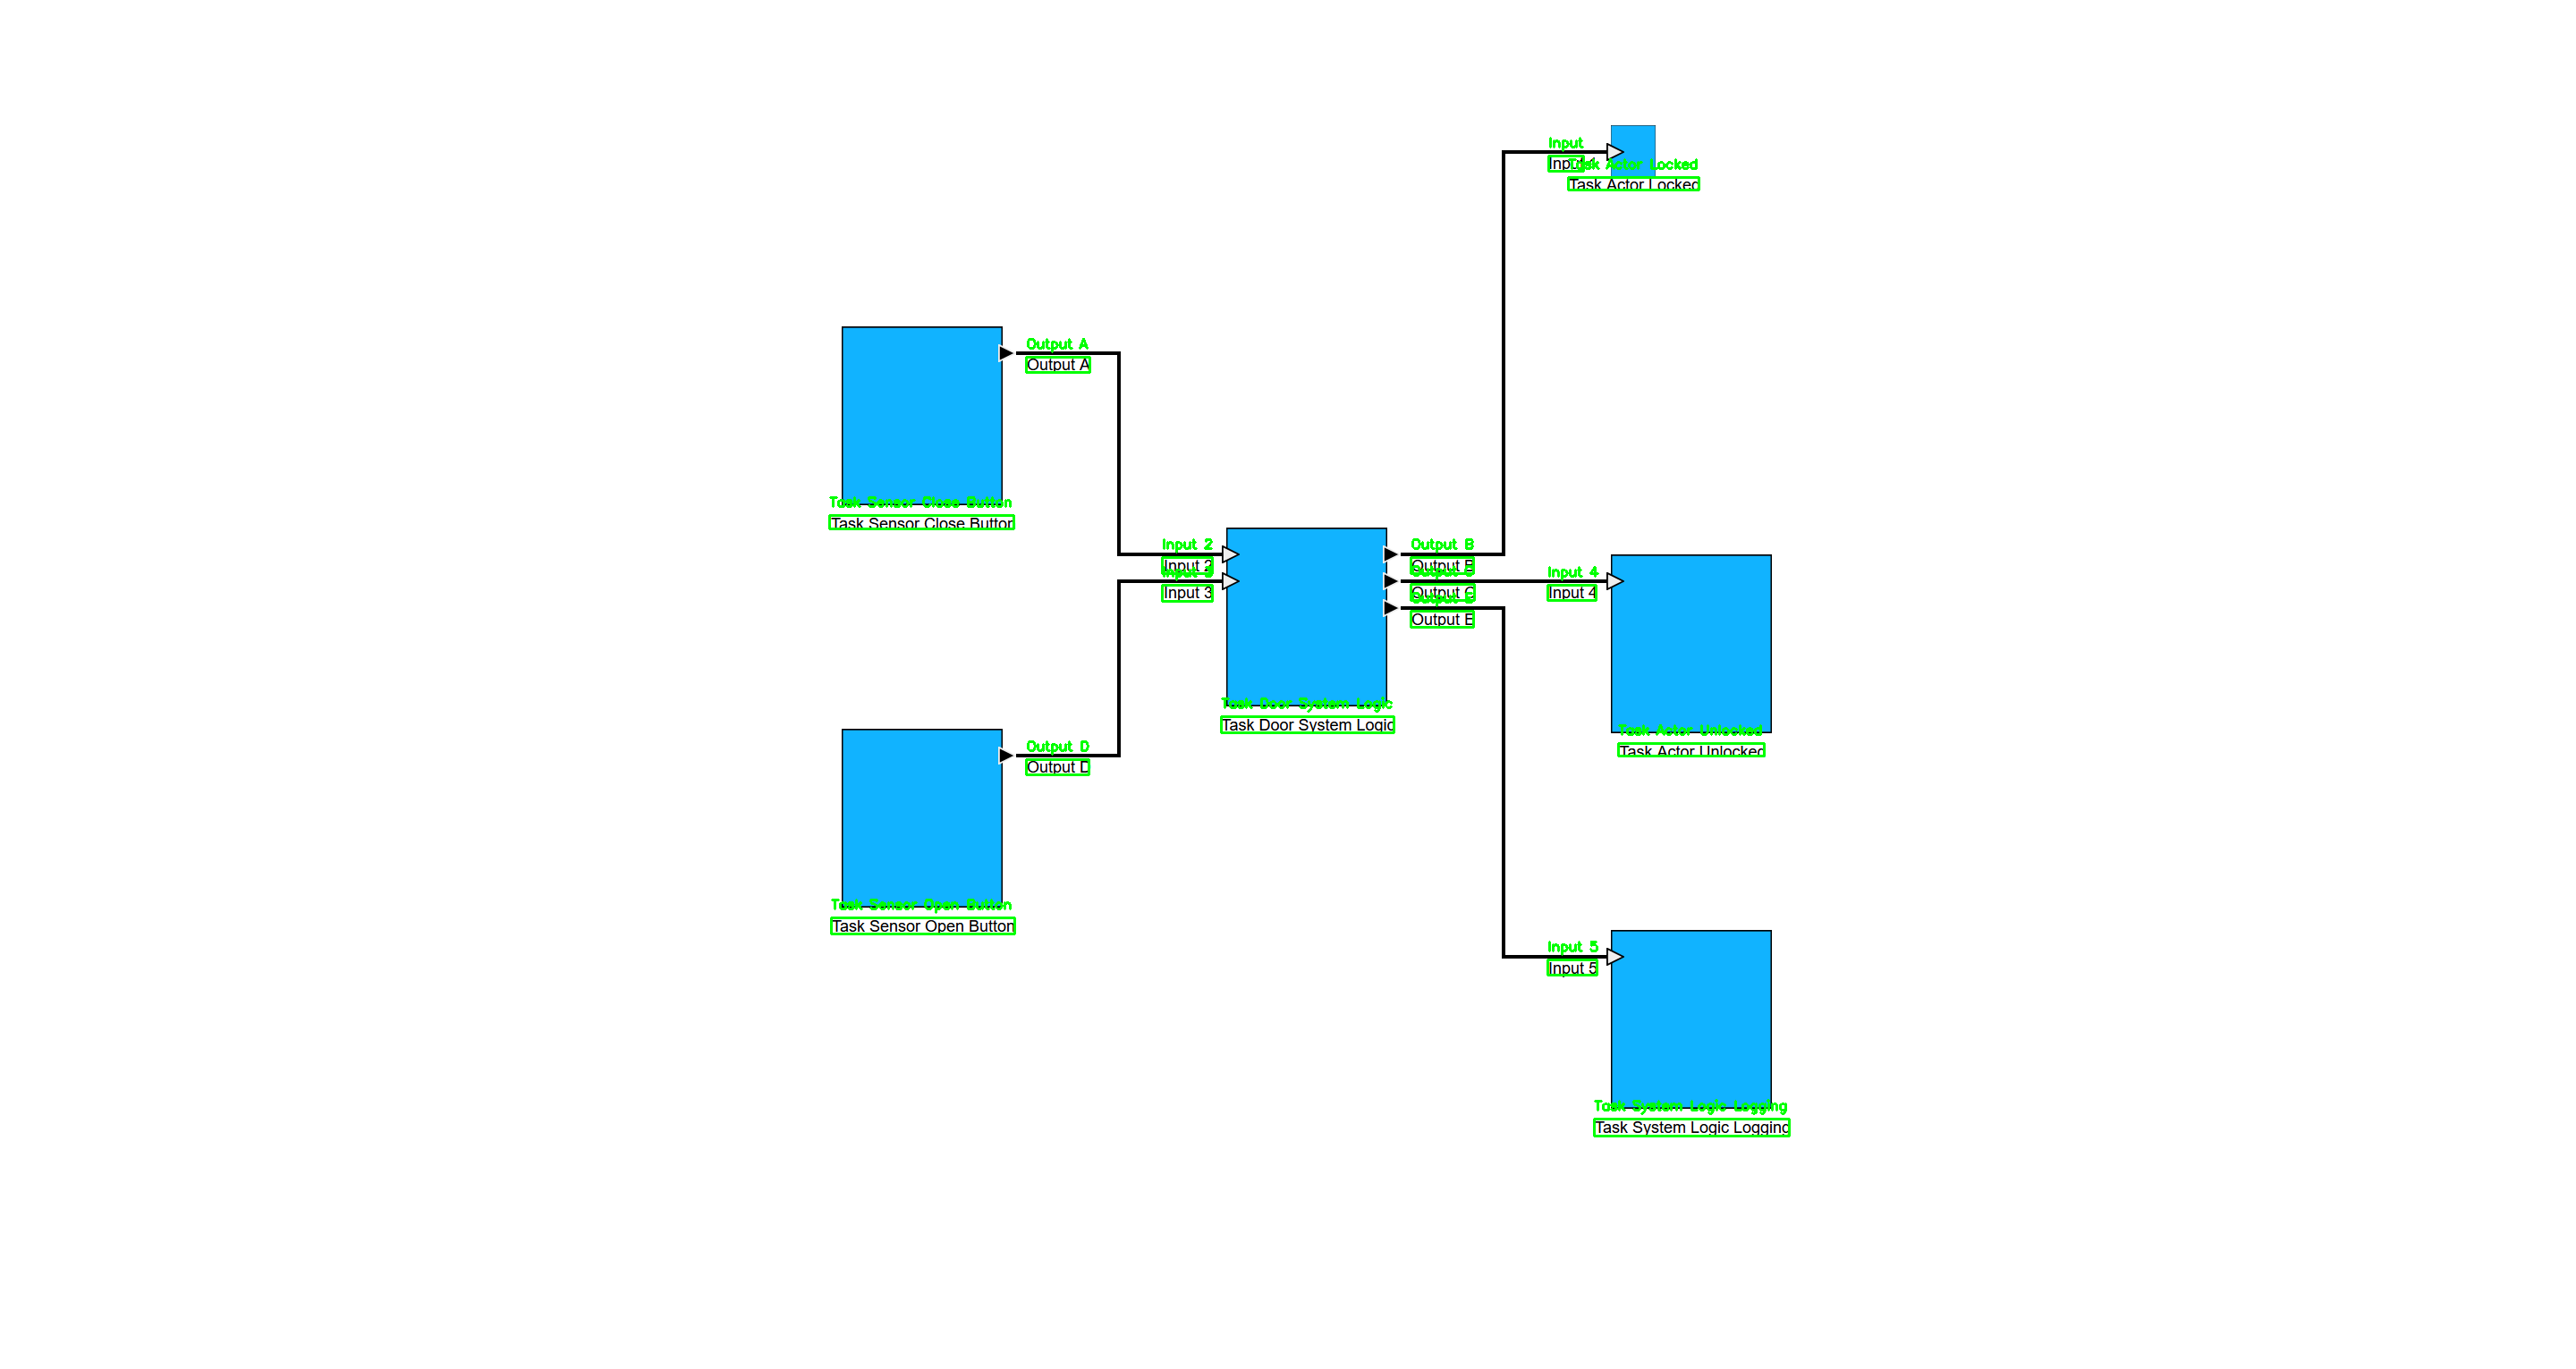 Input
Input
Task Actor Locked
Task Actor Locked
Output A
Output A
Task Sensor Close Button
Task Sensor Close Button
Input 2
Input 2
Input 3
Input 3
Output B
Output B
Output C
Output C
Output E
Output E
Input 4
Input 4
Task Door System Logic
Task Door System Logic
Task Actor Unlocked
Task Actor Unlocked
Output D
Output D
Task Sensor Open Button
Task Sensor Open Button
Input 5
Input 5
Task System Logic Logging
Task System Logic Logging